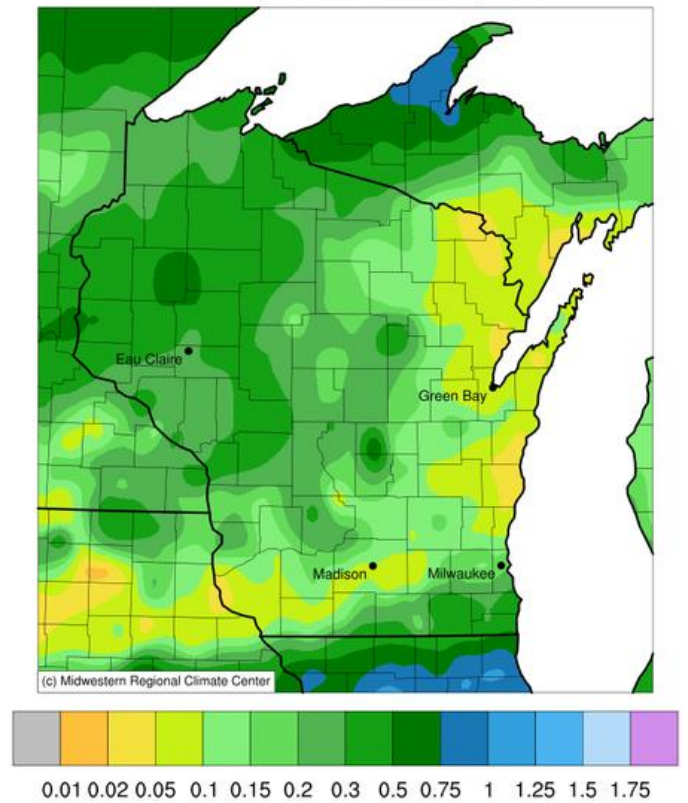 Eau Claire
Green Bay
Madison
Milwaukee
(c) Midwestern Regional Climate Center
0.01 0.02 0.05 0.1 0.15 0.2 0.3 0.5 0.75 1 1.25 1.5 1.75